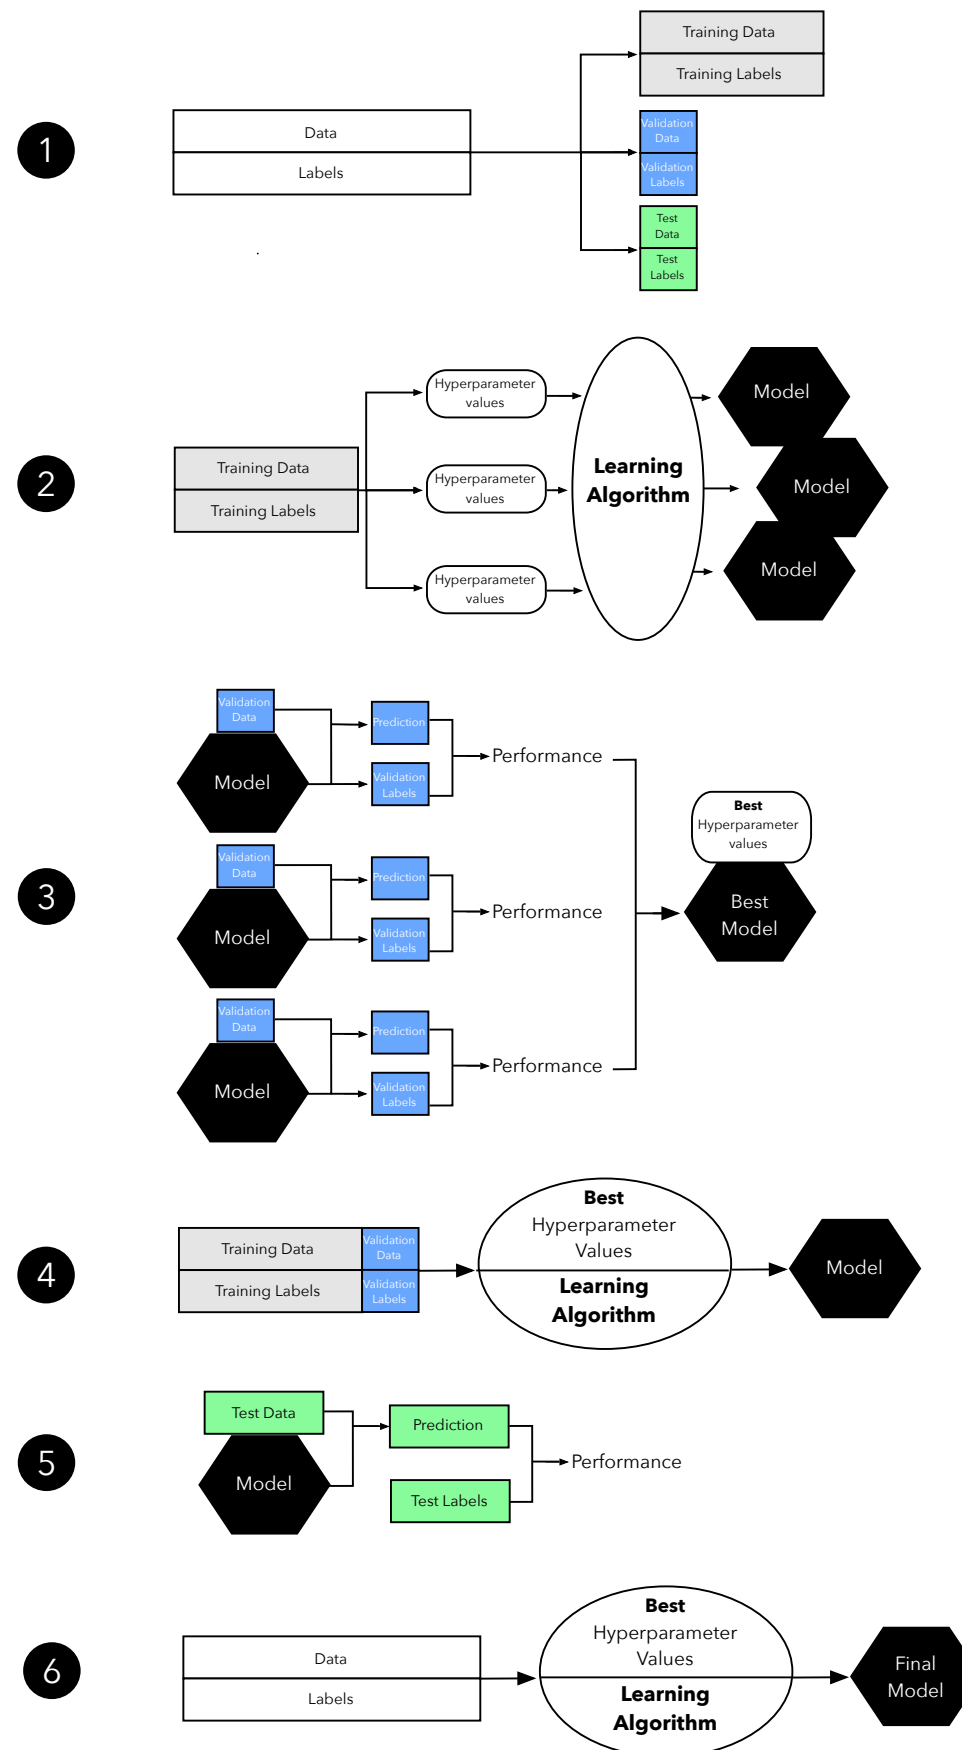 1
Data
Labels
Training Data
Training Labels
Validation
Data
Validation
Labels
Test
Data
Test
Labels
2
Training Data
Training Labels
Hyperparameter
values
Hyperparameter
values
Hyperparameter
values
Learning
Algorithm
Model
Model
Model
3
Validation
Data
Model
Prediction
Validation
Labels
Performance
Validation
Data
Model
Prediction
Validation
Labels
Performance
Validation
Data
Model
Prediction
Validation
Labels
Performance
Best
Hyperparameter
values
Best
Model
4
Training Data
Training Labels
Validation
Data
Validation
Labels
Best
Hyperparameter
Values
Learning
Algorithm
Model
5
Test Data
Model
Prediction
Test Labels
Performance
6
Data
Labels
Best
Hyperparameter
Values
Learning
Algorithm
Final
Model